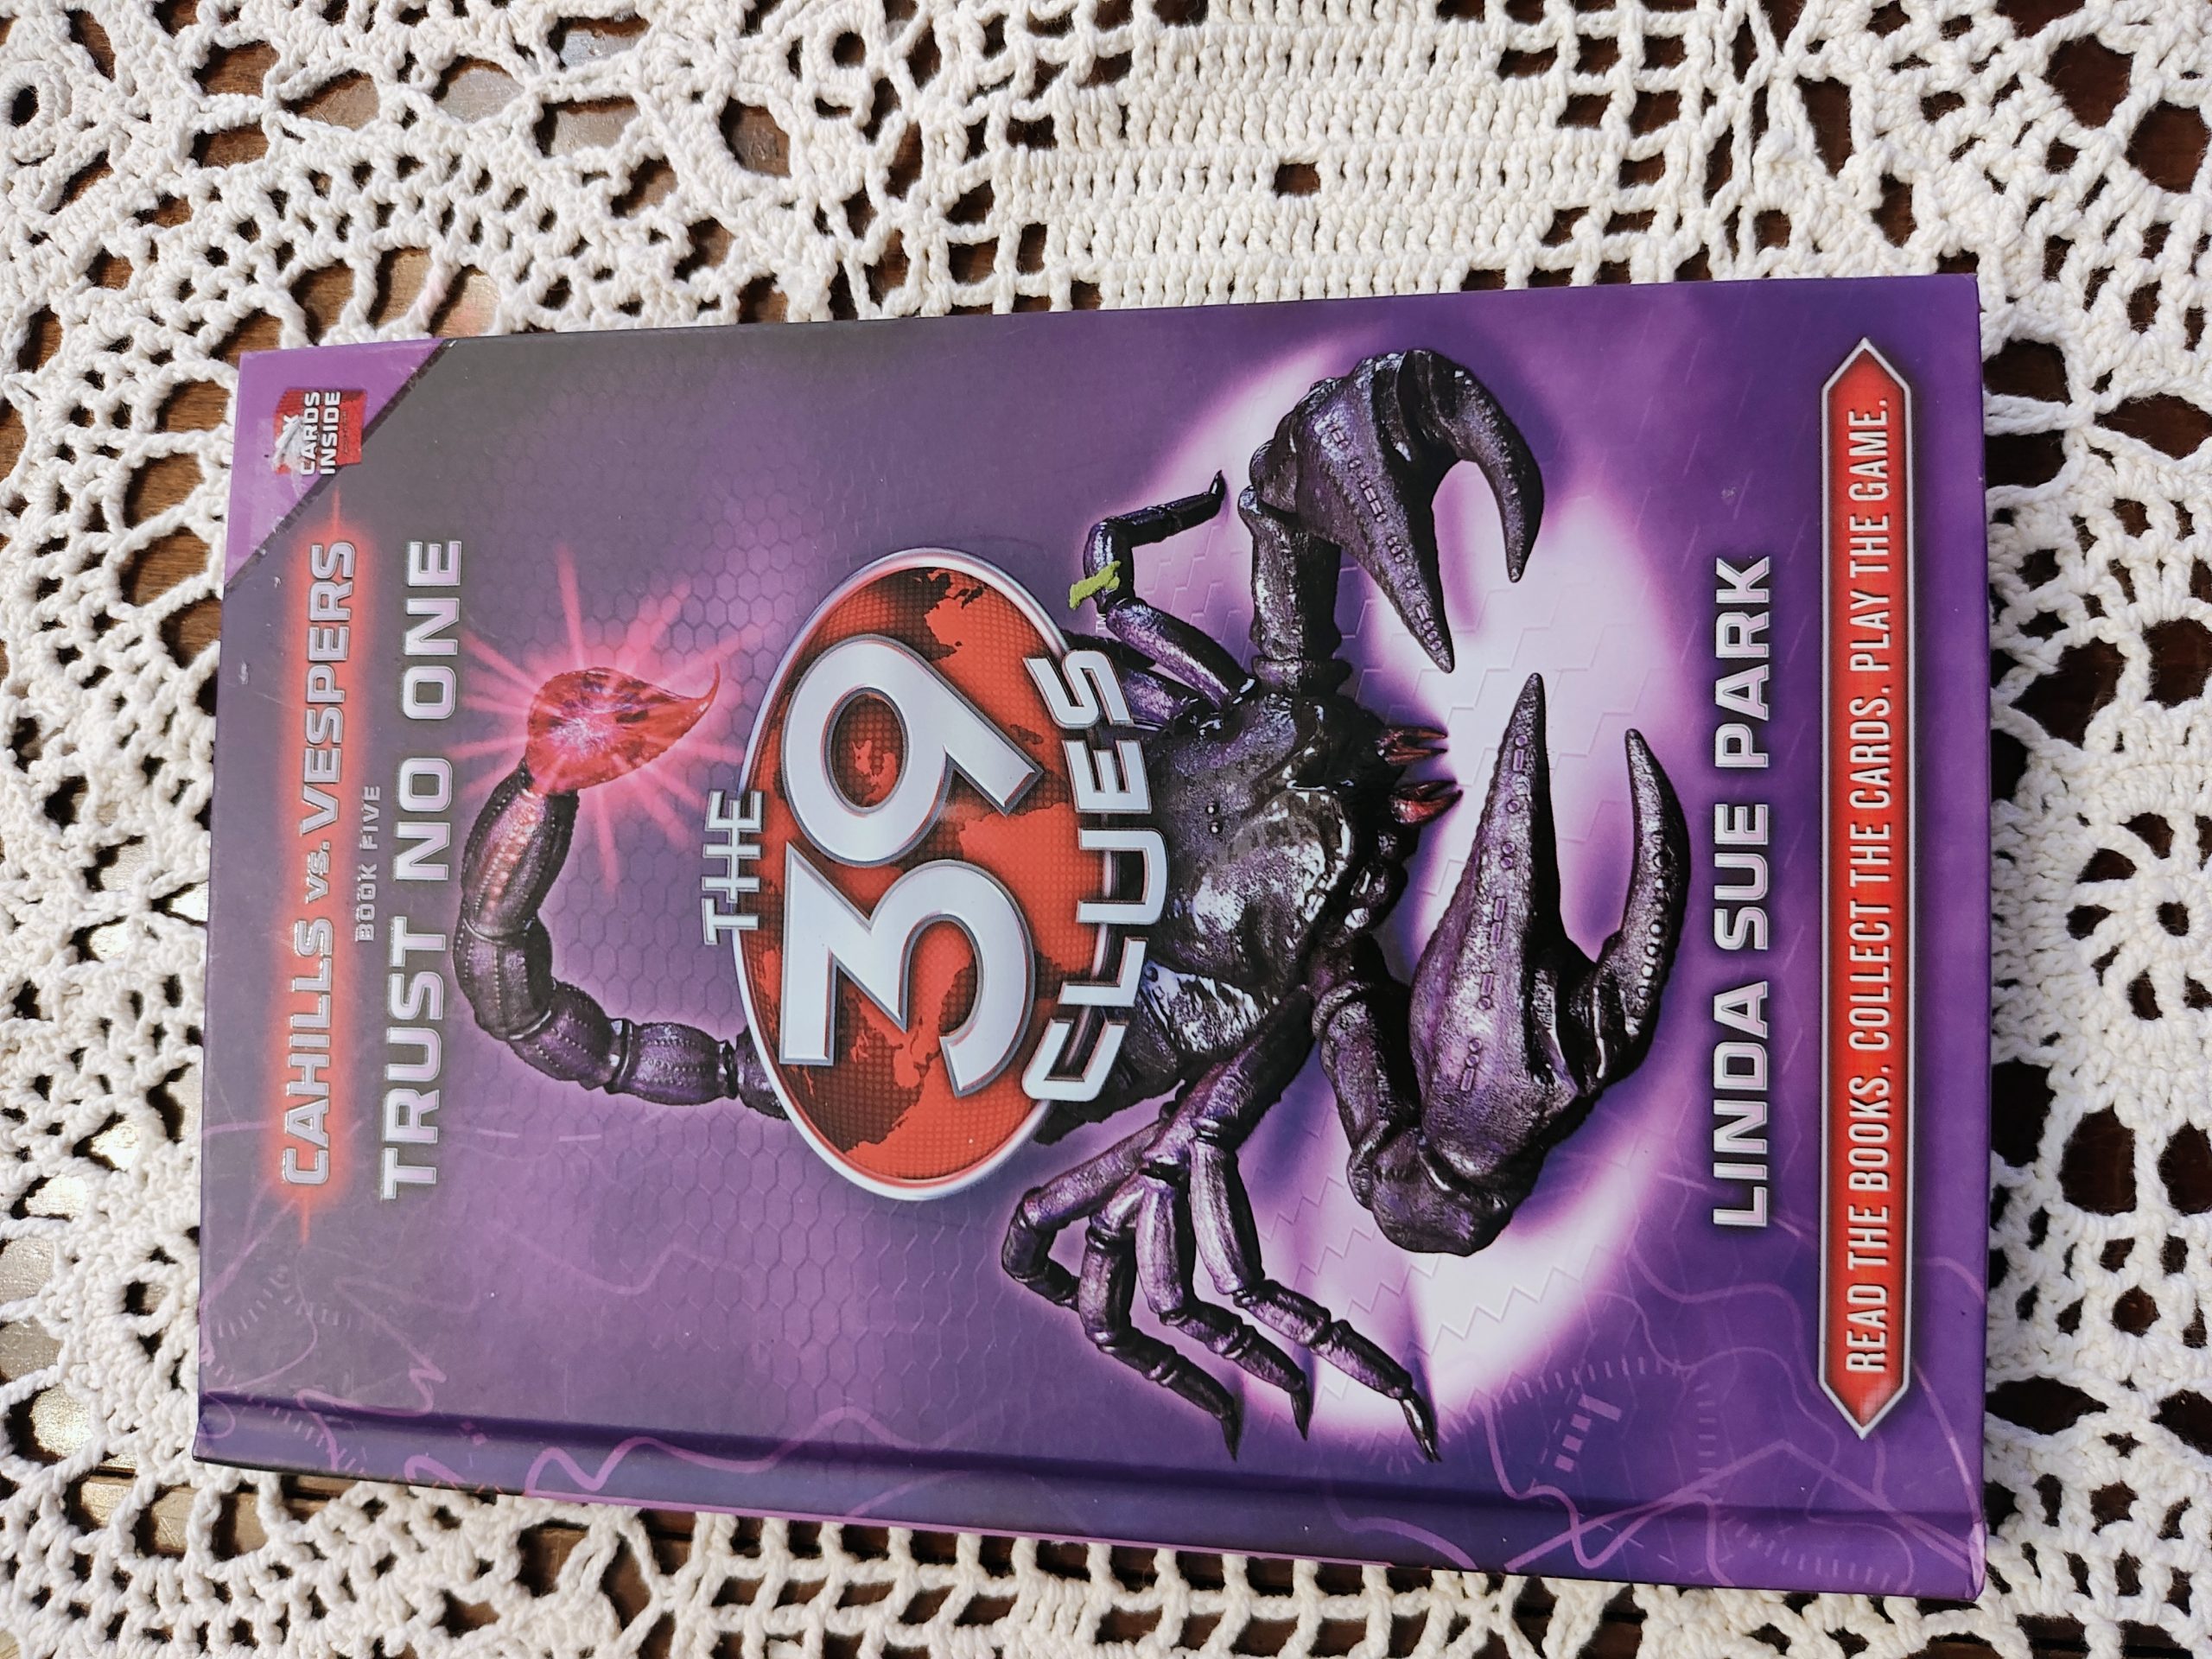 CARDS
INSIDE
CAHILLS vs. VESPERS
BOOK FIVE
TRUST NO ONE
THE
39
CLUES
TM
LINDA SUE PARK
READ THE BOOKS. COLLECT THE CARDS. PLAY THE GAME.